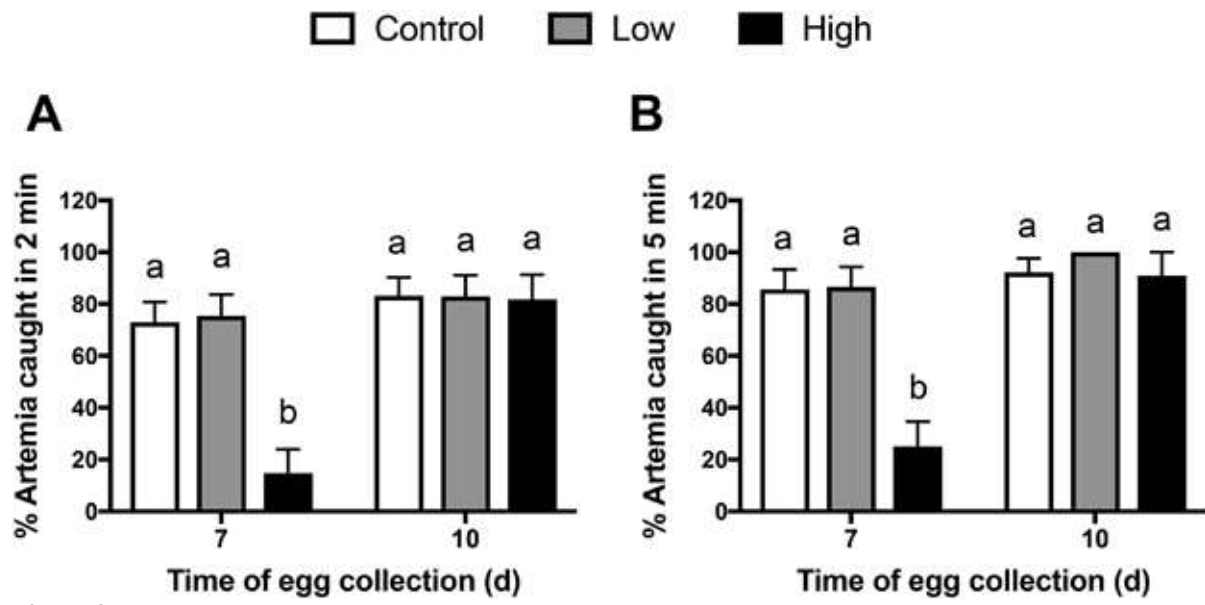 Control Low High
A
B
% Artemia caught in 2 min
120
100
80
60
40
20
0
a
a
b
a
a
a
7
10
Time of egg collection (d)
% Artemia caught in 5 min
120
100
80
60
40
20
0
a
a
b
a
a
a
7
10
Time of egg collection (d)